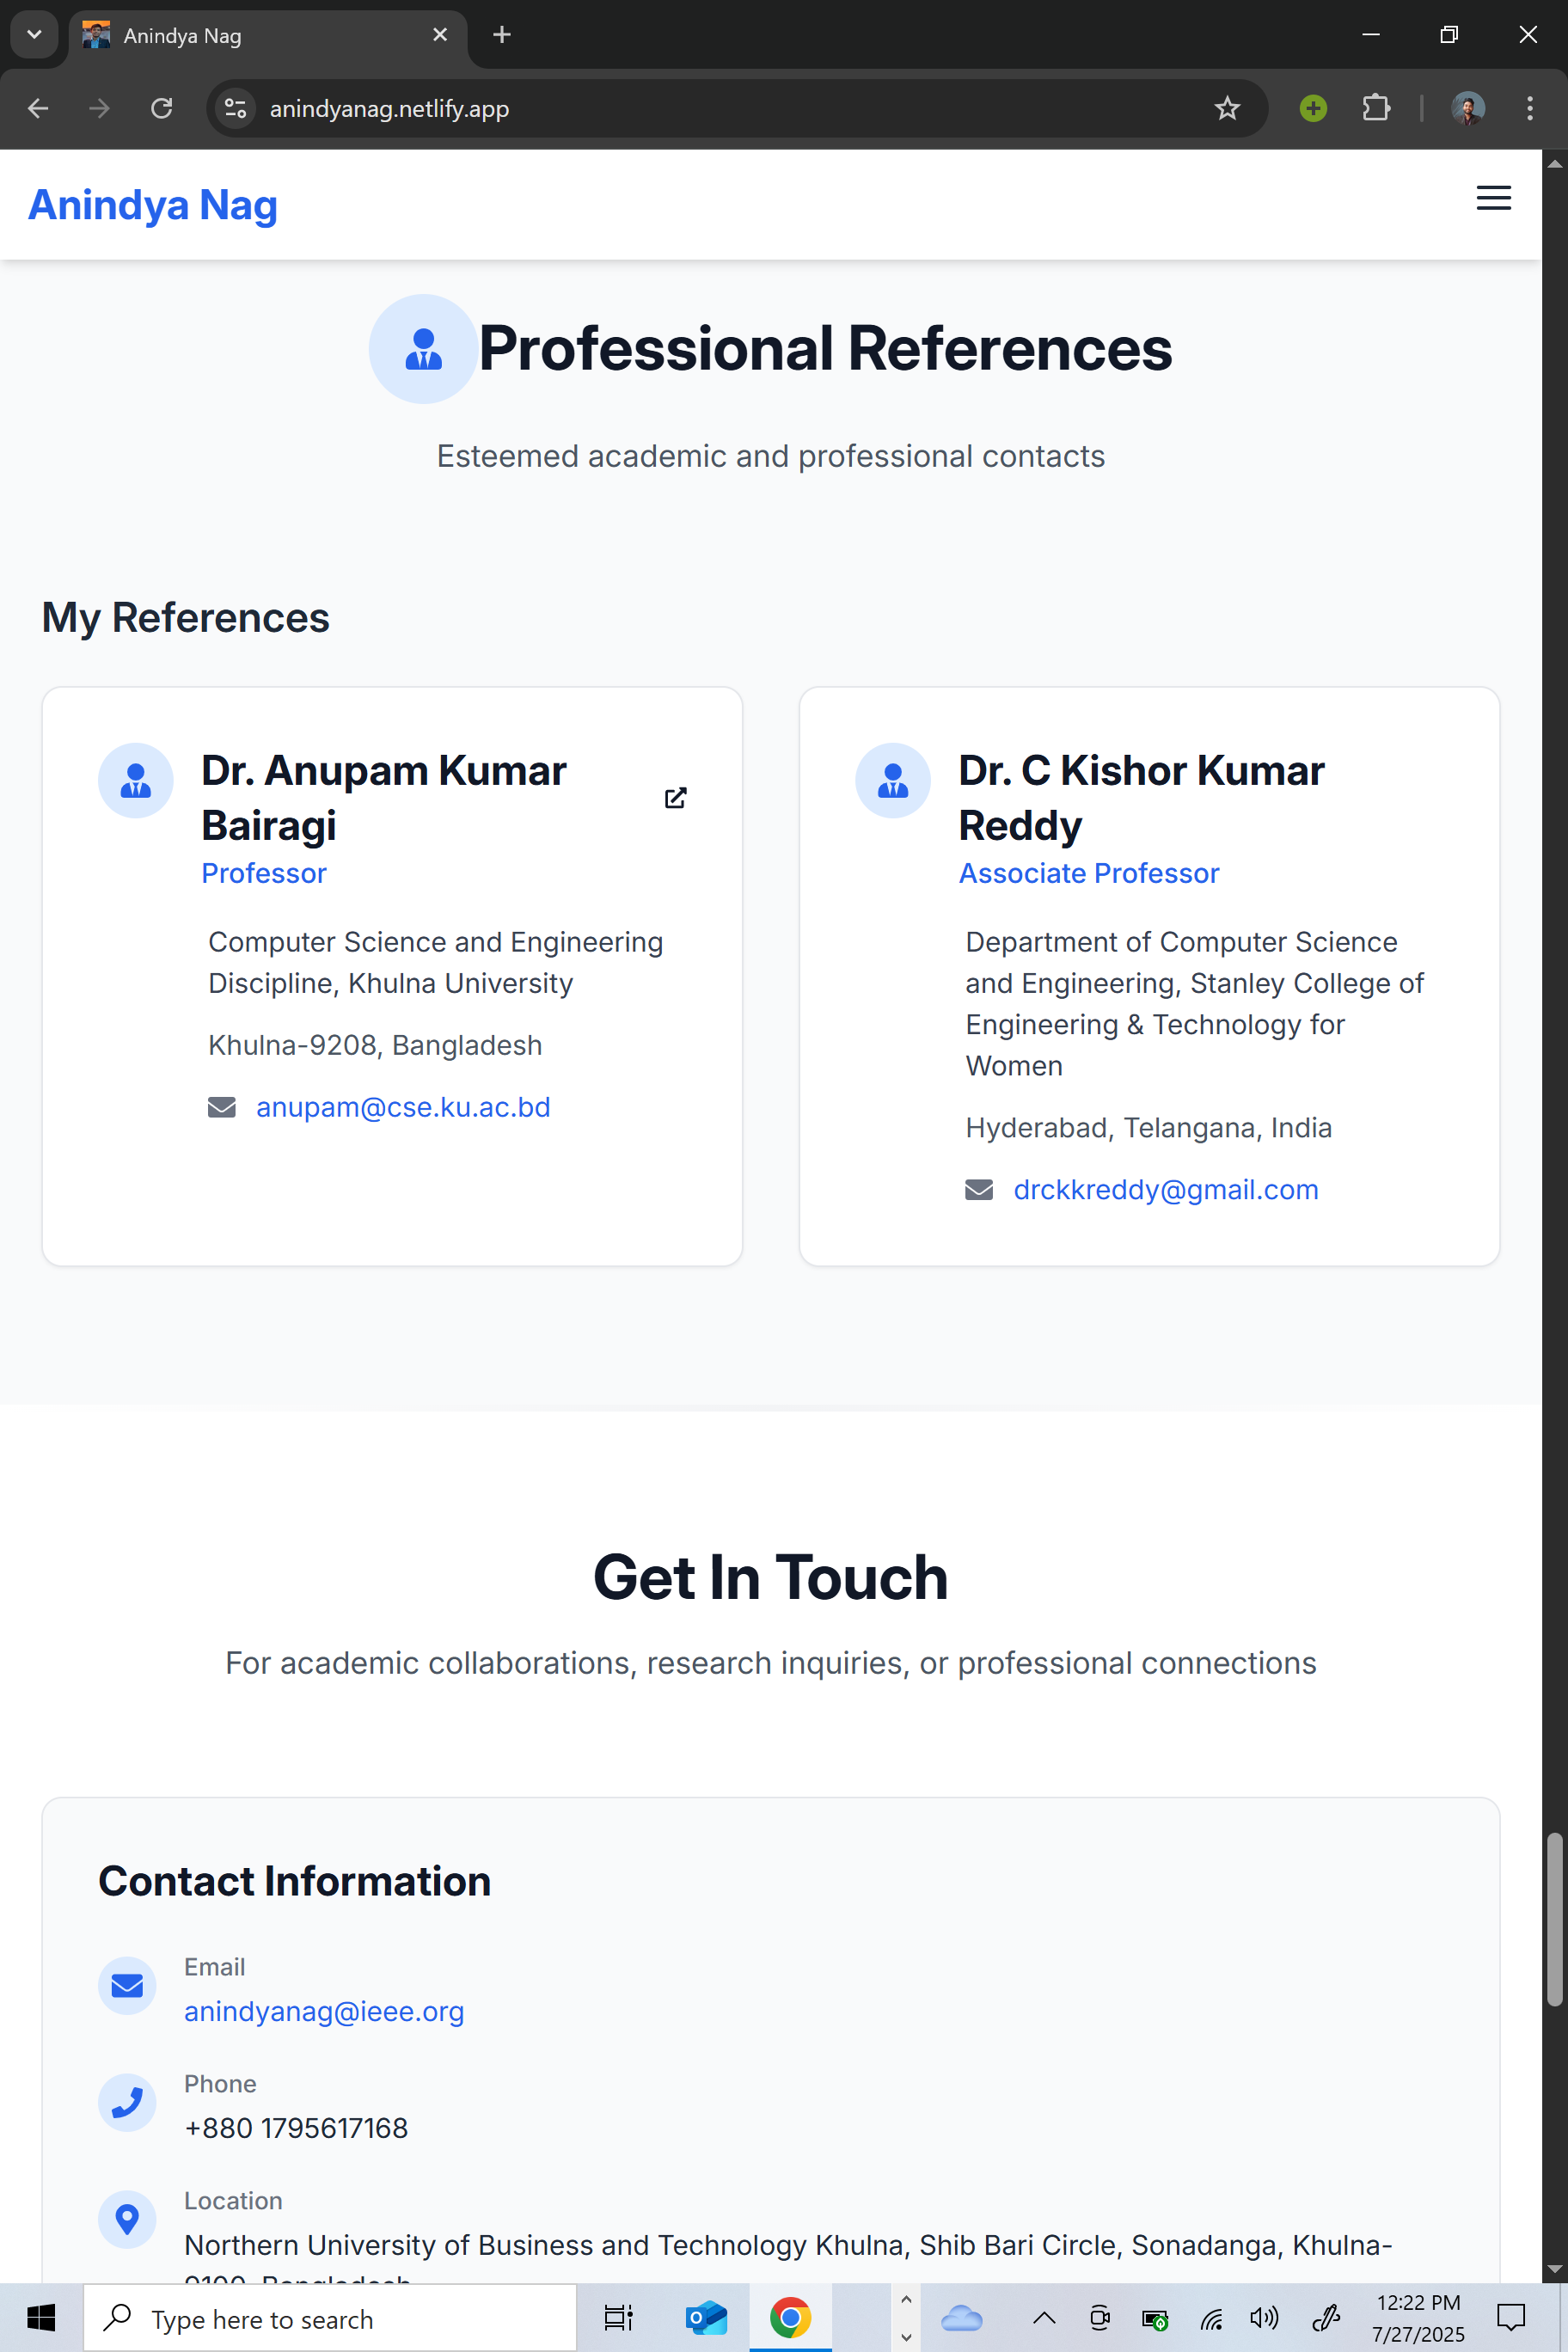 Anindya Nag
anindyanag.netlify.app
Anindya Nag
Professional References
Esteemed academic and professional contacts
My References
Dr. Anupam Kumar
Bairagi
Professor
Computer Science and Engineering
Discipline, Khulna University
Khulna-9208, Bangladesh
anupam@cse.ku.ac.bd
Dr. C Kishor Kumar
Reddy
Associate Professor
Department of Computer Science
and Engineering, Stanley College of
Engineering & Technology for
Women
Hyderabad, Telangana, India
drckkreddy@gmail.com
Get In Touch
For academic collaborations, research inquiries, or professional connections
Contact Information
Email
anindyanag@ieee.org
Phone
+880 1795617168
Location
Northern University of Business and Technology Khulna, Shib Bari Circle, Sonadanga, Khulna-
9100, Bangladesh
Type here to search
12:22 PM
7/27/2025